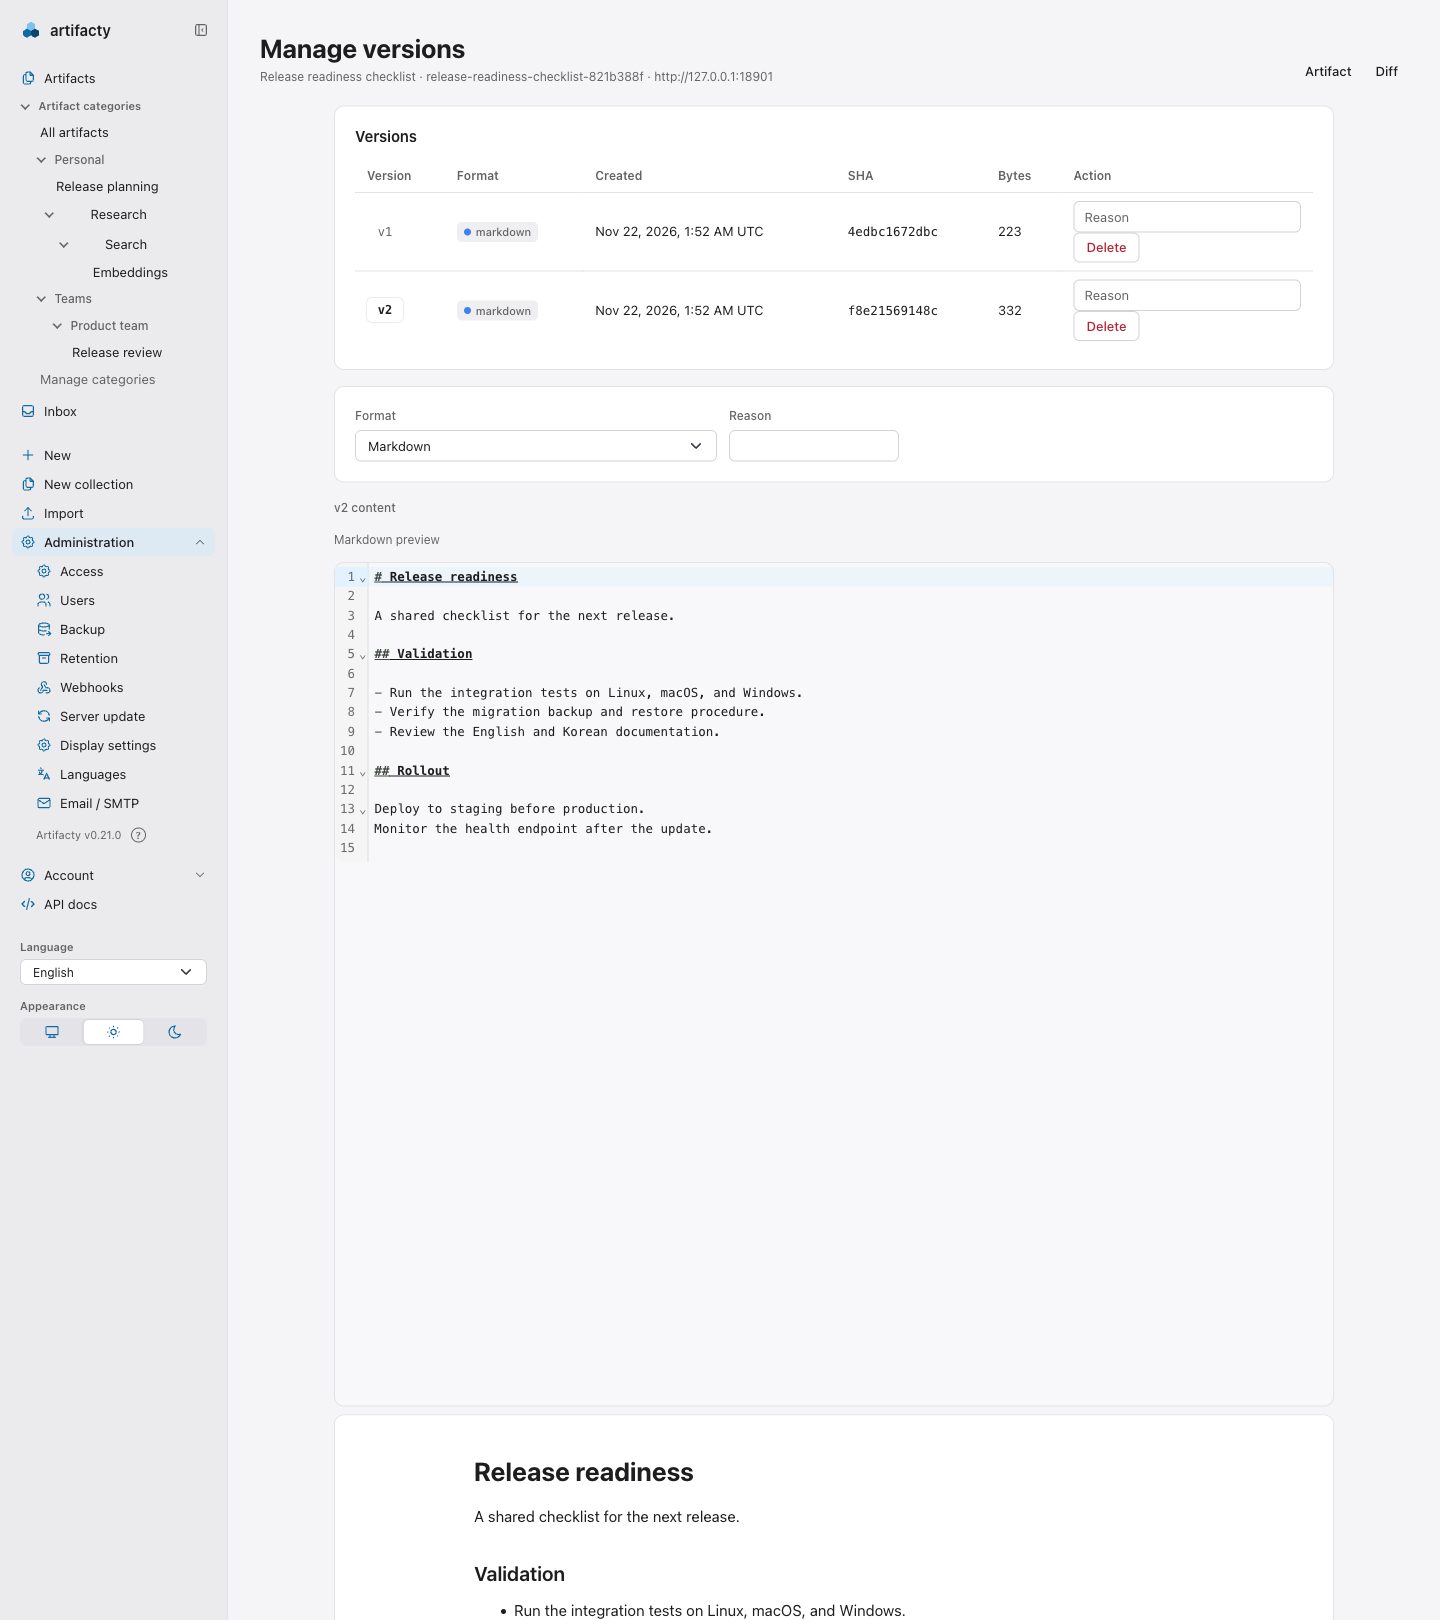 artifacty
Artifacts
Artifact categories
All artifacts
Personal
Release planning
Research
Search
Embeddings
Teams
Product team
Release review
Manage categories
Inbox
New
New collection
Import
Administration
Access
Users
Backup
Retention
Webhooks
Server update
Display settings
Languages
Email / SMTP
Artifacty v0.21.0 ?
Account
API docs
Language
English
Appearance
Manage versions
Release readiness checklist · release-readiness-checklist-821b388f · http://127.0.0.1:18901
Artifact Diff
Versions
Version Format Created SHA Bytes Action
v1 markdown Nov 22, 2026, 1:52 AM UTC 4edbc1672dbc 223 Reason
Delete
v2 markdown Nov 22, 2026, 1:52 AM UTC f8e21569148c 332 Reason
Delete
Format Reason
Markdown
v2 content
Markdown preview
1 # Release readiness
2
3 A shared checklist for the next release.
4
5 ## Validation
6
7 - Run the integration tests on Linux, macOS, and Windows.
8 - Verify the migration backup and restore procedure.
9 - Review the English and Korean documentation.
10
11 ## Rollout
12
13 Deploy to staging before production.
14 Monitor the health endpoint after the update.
15
Release readiness
A shared checklist for the next release.
Validation
• Run the integration tests on Linux, macOS, and Windows.